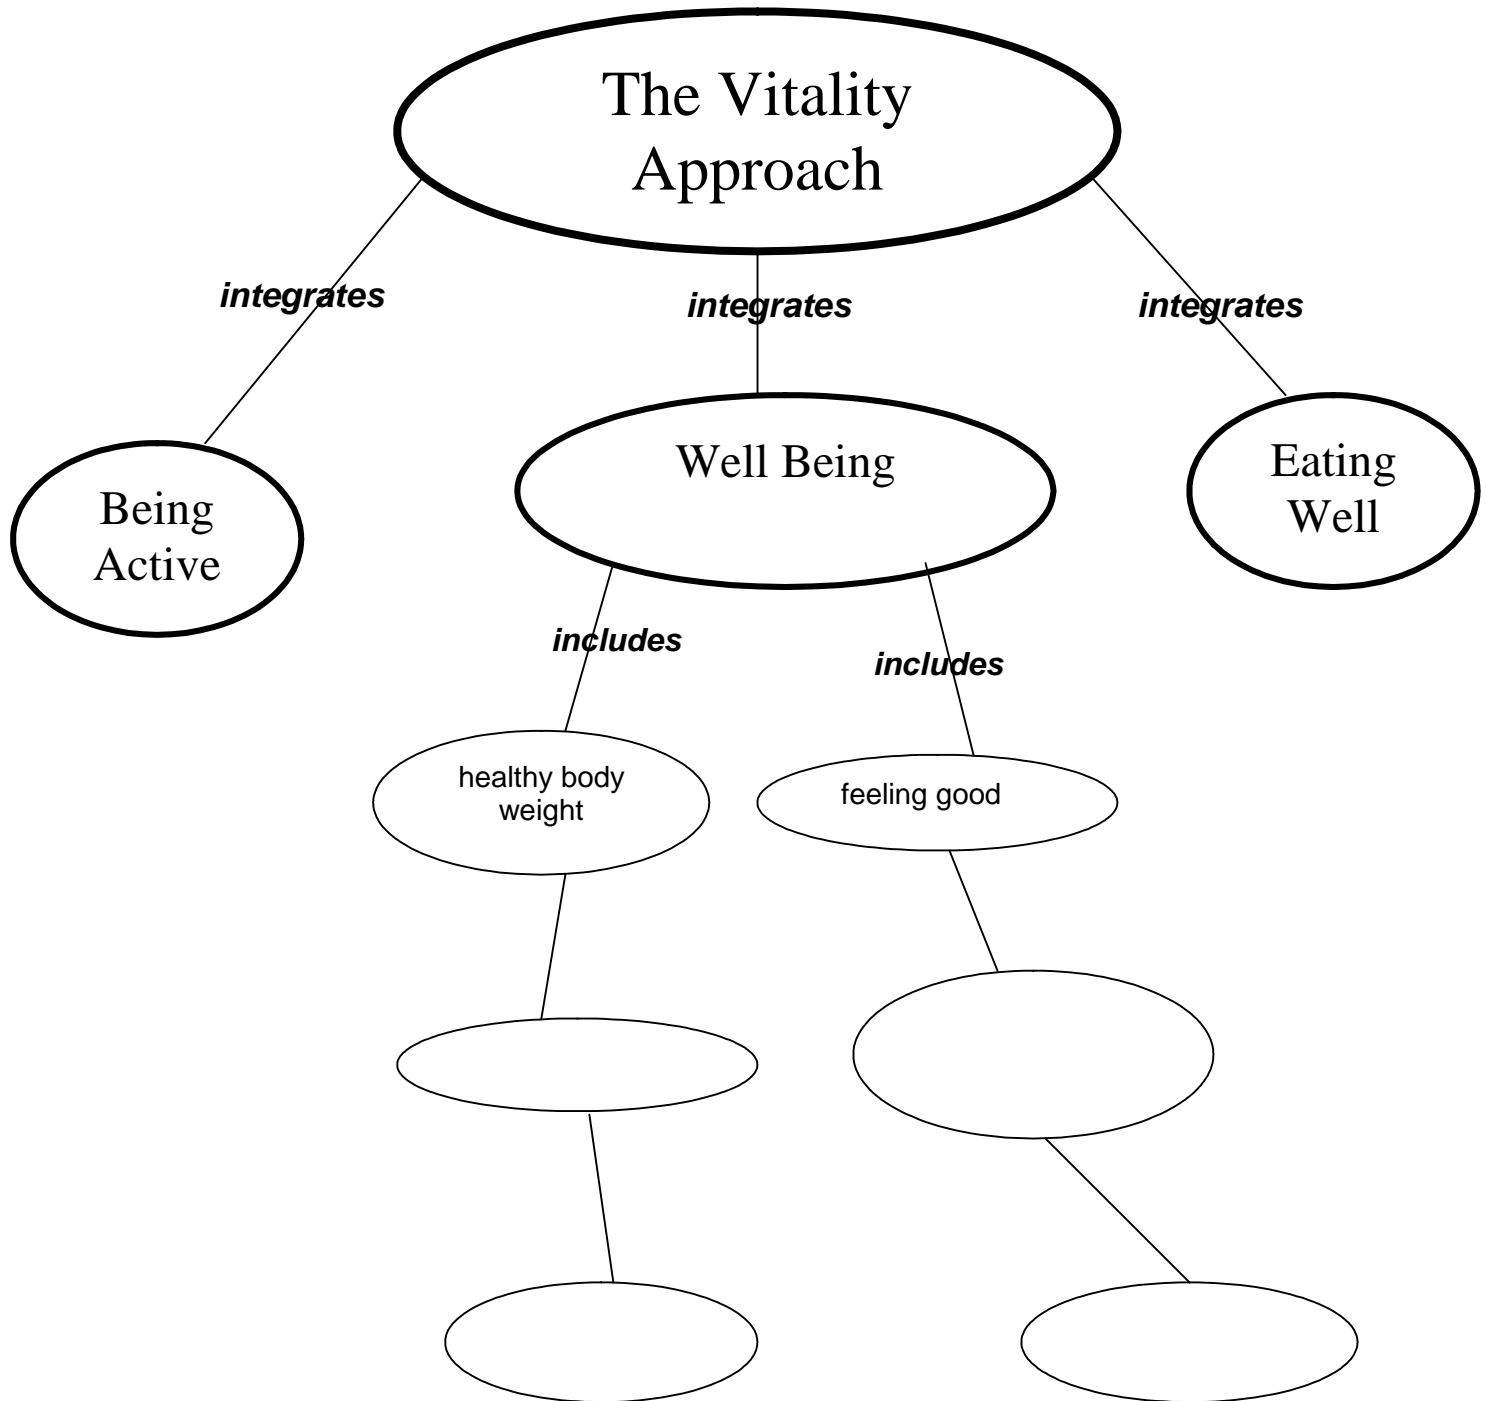 The Vitality
Approach
integrates
integrates
integrates
Being
Active
Well Being
Eating
Well
includes
includes
healthy body
weight
feeling good